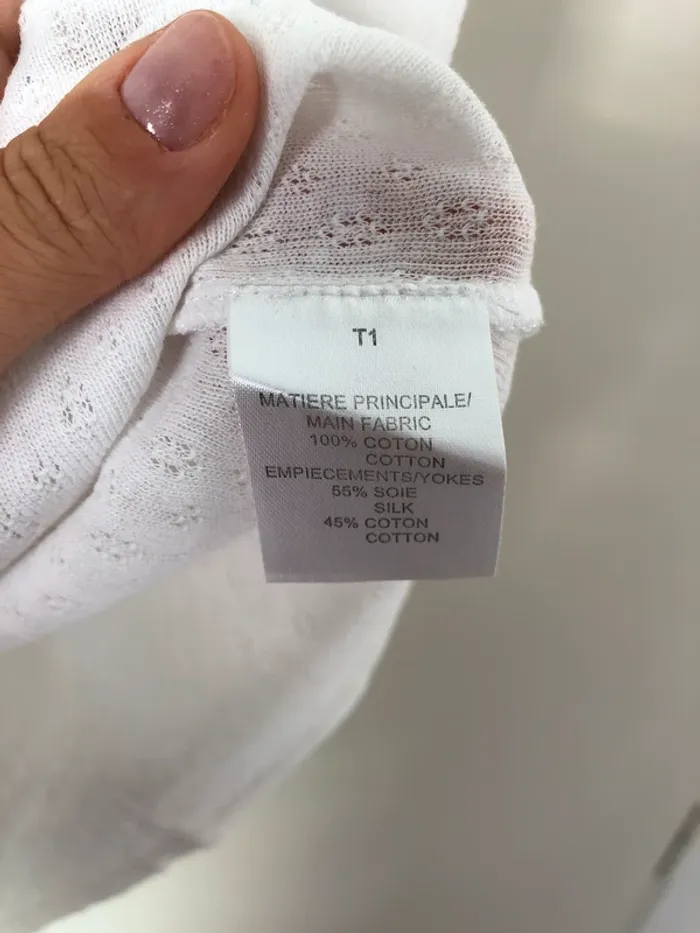 T1
MATIERE PRINCIPALE/
MAIN FABRIC
100% COTON
COTTON
EMPIECEMENTS/YOKES
55% SOIE
SILK
45% COTON
COTTON